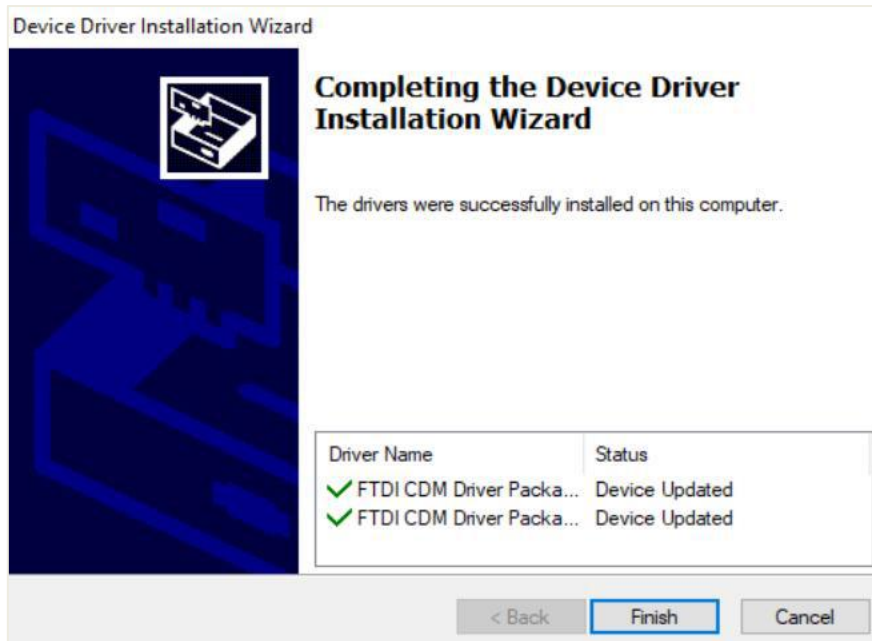 Device Driver Installation Wizard
Completing the Device Driver
Installation Wizard
The drivers were successfully installed on this computer.
Driver Name Status
FTDI CDM Driver Packa... Device Updated
FTDI CDM Driver Packa... Device Updated
< Back Finish Cancel